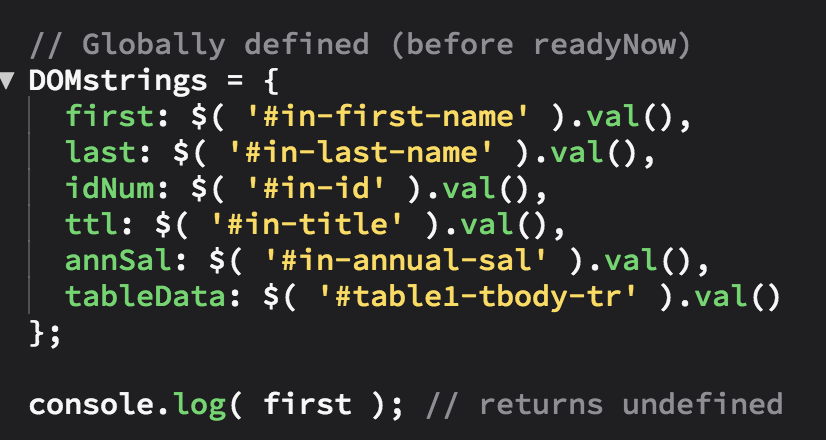 // Globally defined (before readyNow)
DOMstrings = {
first: $( '#in-first-name' ).val(),
last: $( '#in-last-name' ).val(),
idNum: $( '#in-id' ).val(),
ttl: $( '#in-title' ).val(),
annSal: $( '#in-annual-sal' ).val(),
tableData: $( '#table1-tbody-tr' ).val()
};
console.log( first ); // returns undefined